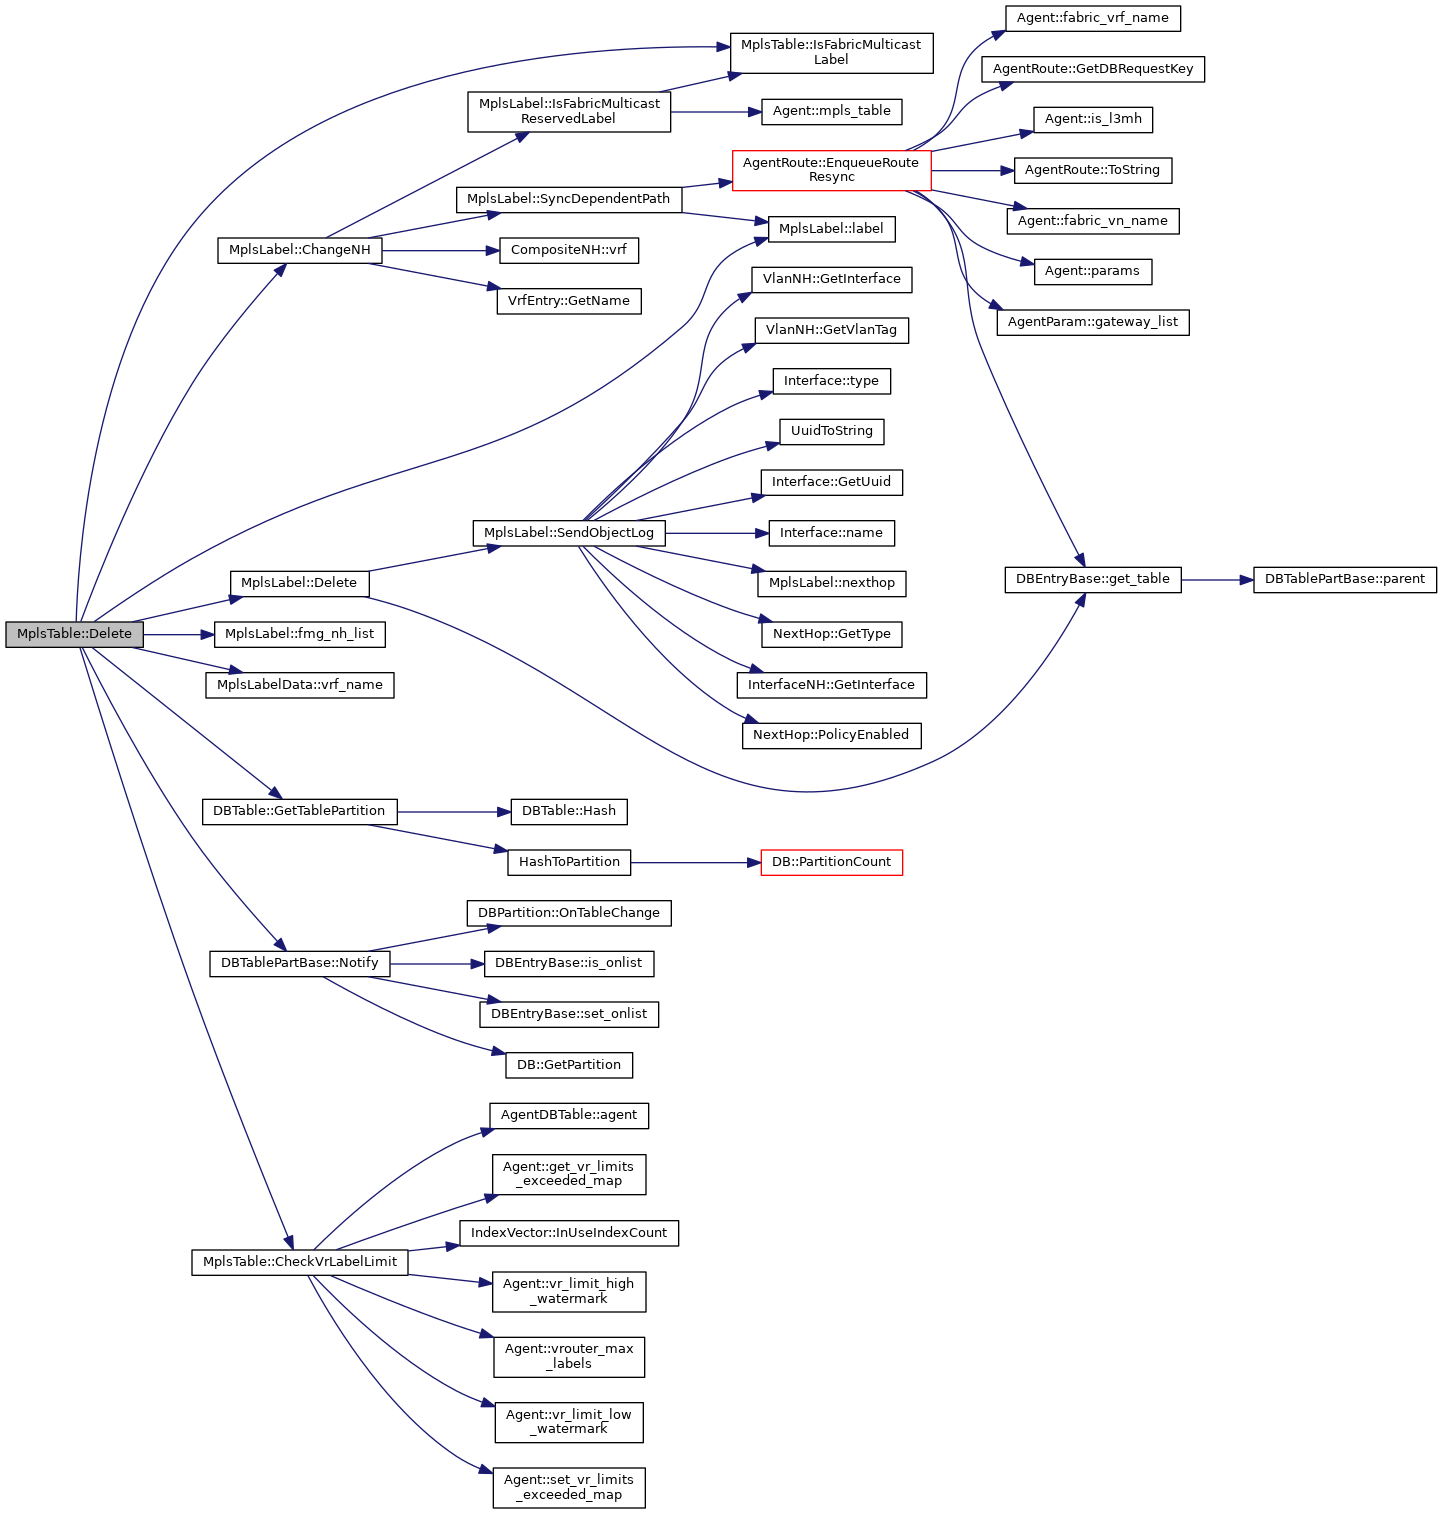 MplsTable::Delete
MplsTable::IsFabricMulticast
Label
MplsLabel::ChangeNH
MplsLabel::IsFabricMulticast
ReservedLabel
Agent::mpls_table
MplsLabel::SyncDependentPath
AgentRoute::EnqueueRoute
Resync
Agent::fabric_vrf_name
AgentRoute::GetDBRequestKey
Agent::is_l3mh
AgentRoute::ToString
Agent::fabric_vn_name
Agent::params
AgentParam::gateway_list
DBEntryBase::get_table
DBTablePartBase::parent
MplsLabel::label
CompositeNH::vrf
VrfEntry::GetName
MplsLabel::Delete
MplsLabel::SendObjectLog
VlanNH::GetInterface
VlanNH::GetVlanTag
Interface::type
UuidToString
Interface::GetUuid
Interface::name
MplsLabel::nexthop
NextHop::GetType
InterfaceNH::GetInterface
NextHop::PolicyEnabled
MplsLabel::fmg_nh_list
MplsLabelData::vrf_name
DBTable::GetTablePartition
DBTable::Hash
HashToPartition
DB::PartitionCount
DBTablePartBase::Notify
DBPartition::OnTableChange
DBEntryBase::is_onlist
DBEntryBase::set_onlist
DB::GetPartition
MplsTable::CheckVrLabelLimit
AgentDBTable::agent
Agent::get_vr_limits
_exceeded_map
IndexVector::InUseIndexCount
Agent::vr_limit_high
_watermark
Agent::vrouter_max
_labels
Agent::vr_limit_low
_watermark
Agent::set_vr_limits
_exceeded_map